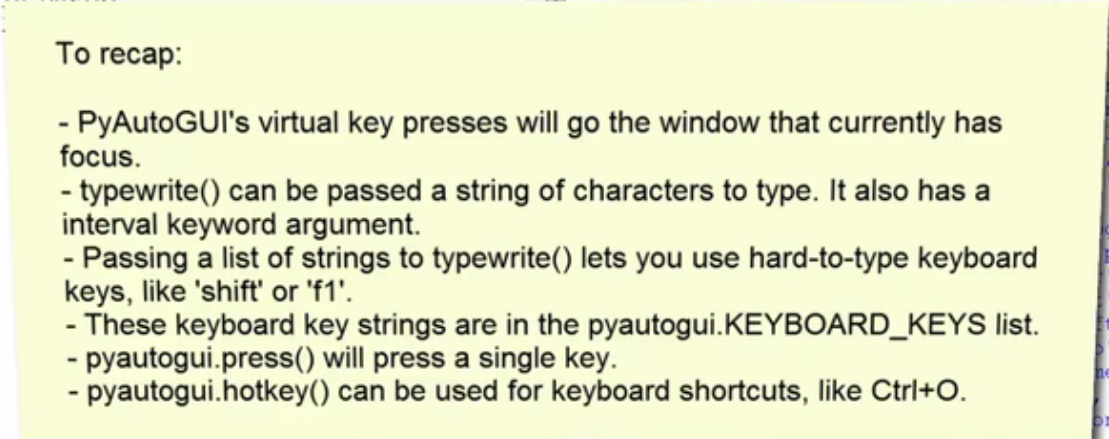 To recap:
- PyAutoGUI's virtual key presses will go the window that currently has
focus.
- typewrite() can be passed a string of characters to type. It also has a
interval keyword argument.
- Passing a list of strings to typewrite() lets you use hard-to-type keyboard
keys, like 'shift' or 'f1'.
- These keyboard key strings are in the pyautogui.KEYBOARD_KEYS list.
- pyautogui.press() will press a single key.
- pyautogui.hotkey() can be used for keyboard shortcuts, like Ctrl+O.